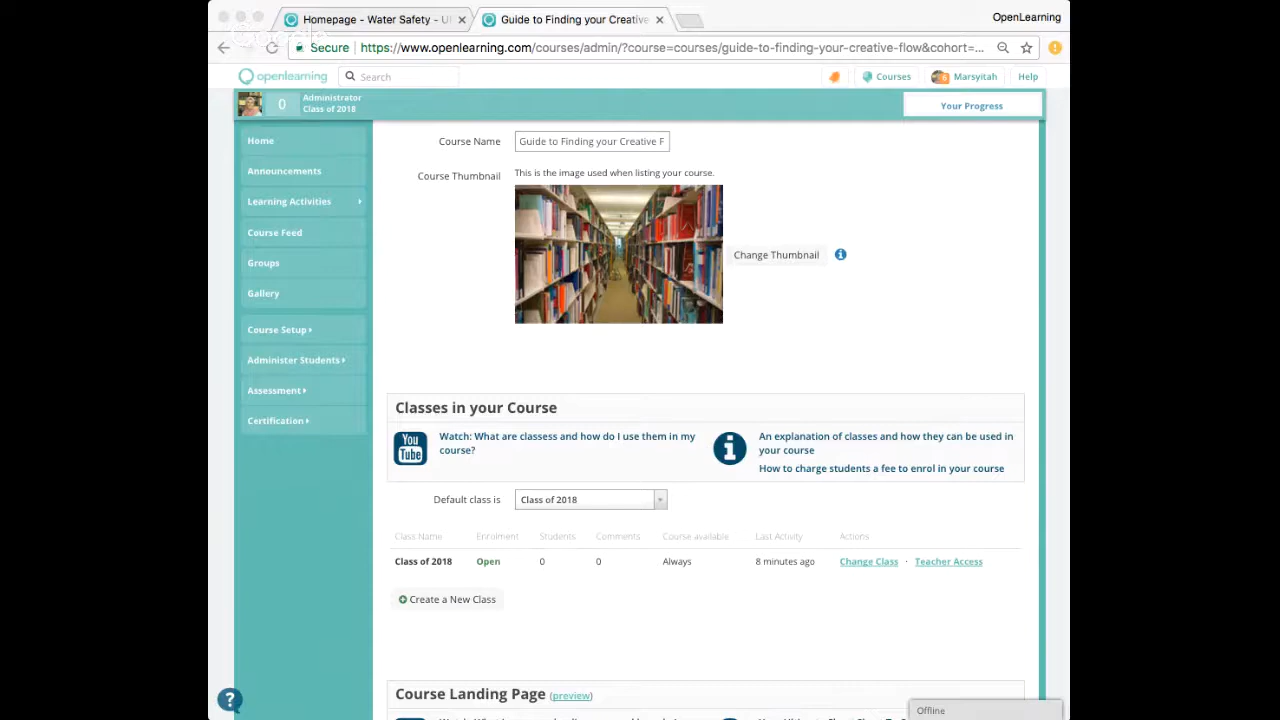 Homepage - Water Safety - U
Guide to Finding your Creative
OpenLearning
Google
Secure
https://www.openlearning.com/courses/admin/?course=courses/guide-to-finding-your-creative-flow&cohort=...
openlearning
Search
Courses
6
Marsyitah
Help
0
Administrator
Class of 2018
Your Progress
Home
Announcements
Learning Activities
Course Feed
Groups
Gallery
Course Setup
Administer Students
Assessment
Certification
Course Name
Guide to Finding your Creative F
Course Thumbnail
This is the image used when listing your course.
Change Thumbnail
Classes in your Course
You
Tube
Watch: What are classess and how do I use them in my
course?
An explanation of classes and how they can be used in
your course
How to charge students a fee to enrol in your course
Default class is
Class of 2018
Class Name Enrolment Students Comments Course available Last Activity Actions
Class of 2018 Open 0 0 Always 8 minutes ago Change Class · Teacher Access
Create a New Class
Course Landing Page (preview)
?
Offline